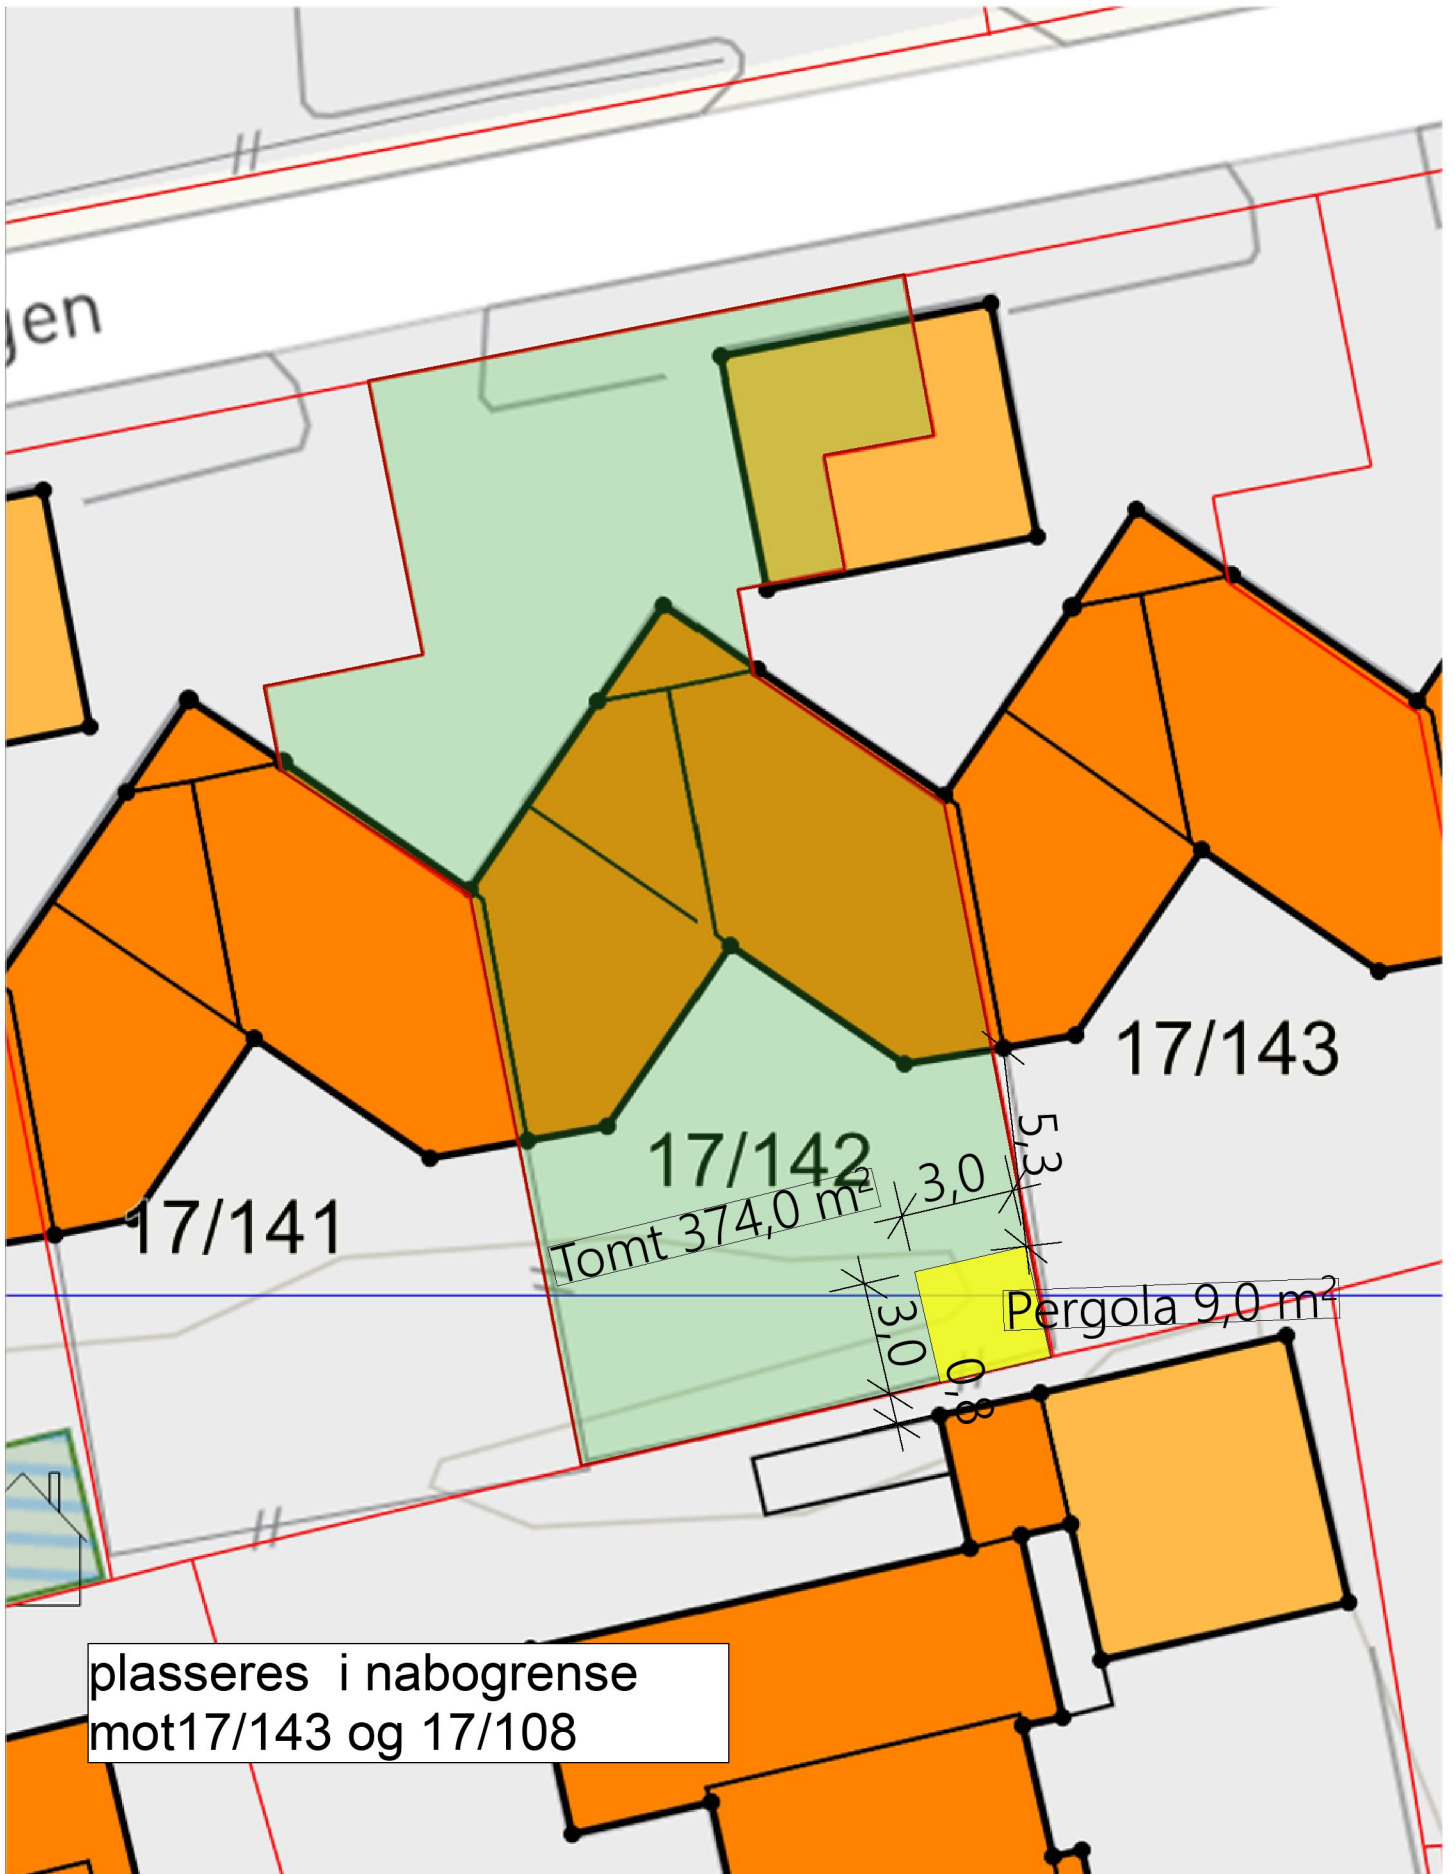 gen
17/143
5,3
17/142
3,0
Tomt 374,0 m²
17/141
Pergola 9,0 m²
3,0
0,8
plasseres i nabogrense
mot17/143 og 17/108